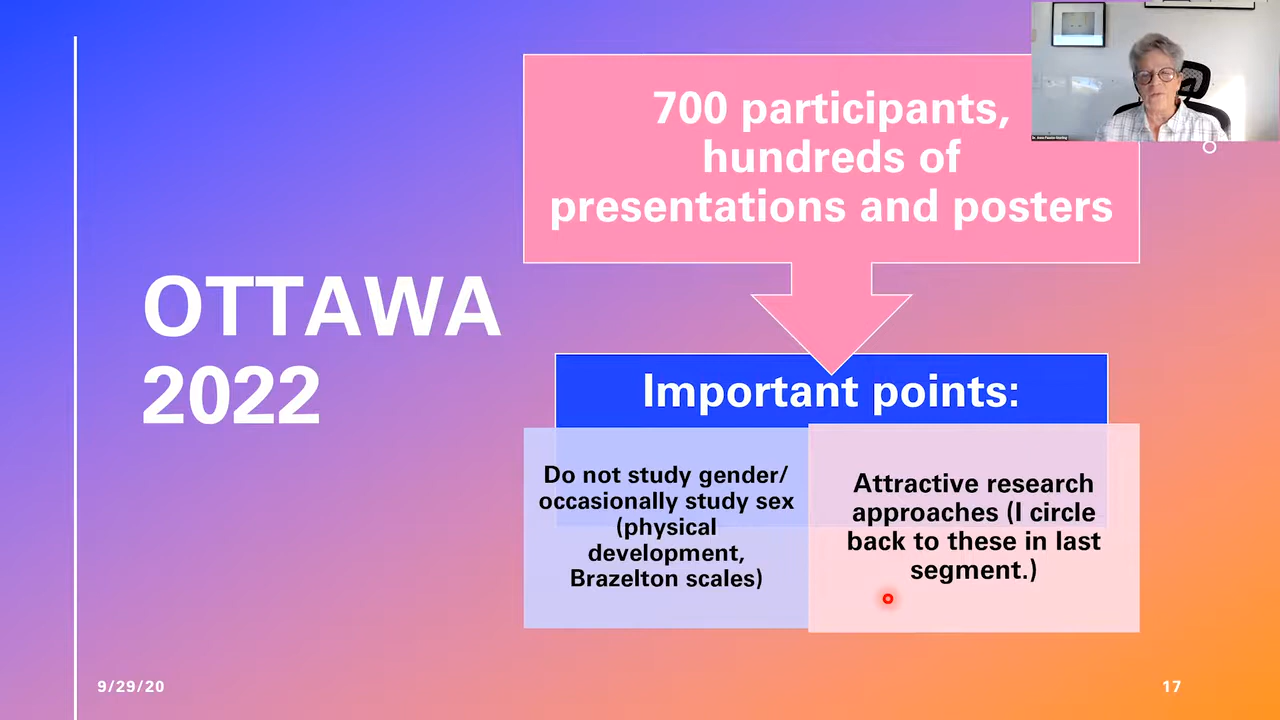 700 participants,
hundreds of
presentations and posters
OTTAWA
2022
Important points:
Do not study gender/
occasionally study sex
(physical
development,
Brazelton scales)
Attractive research
approaches (I circle
back to these in last
segment.)
9/29/20
17